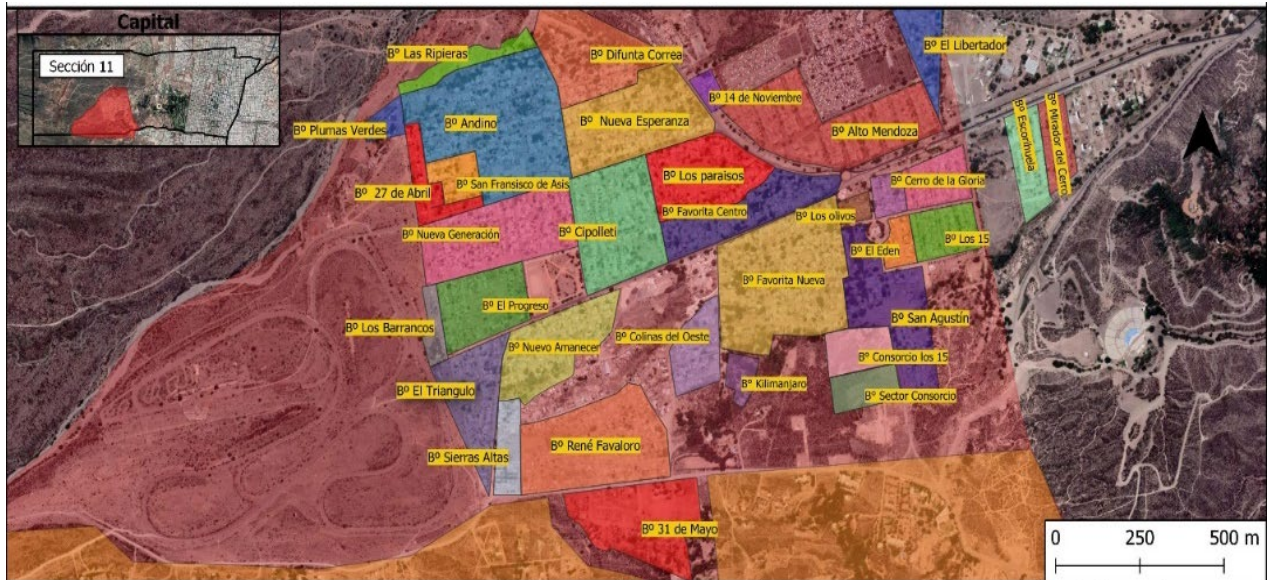 Capital
Sección 11
Bº Las Ripieras
Bº Difunta Correa
Bº El Libertador
Bº 14 de Noviembre
Bº Plumas Verdes
Bº Andino
Bº Nueva Esperanza
Bº Alto Mendoza
Bº Escorihuela
Bº Mirador del Cerro
Bº San Fransisco de Asis
Bº Los paraisos
Bº Cerro de la Gloria
Bº 27 de Abril
Bº Favorita Centro
Bº Los olivos
Bº Nueva Generación
Bº Cipolleti
Bº El Eden
Bº Los 15
Bº Favorita Nueva
Bº El Progreso
Bº San Agustín
Bº Los Barrancos
Bº Colinas del Oeste
Bº Nuevo Amanecer
Bº Consorcio los 15
Bº El Triangulo
Bº Kilimanjaro
Bº Sector Consorcio
Bº René Favaloro
Bº Sierras Altas
Bº 31 de Mayo
0 250 500 m